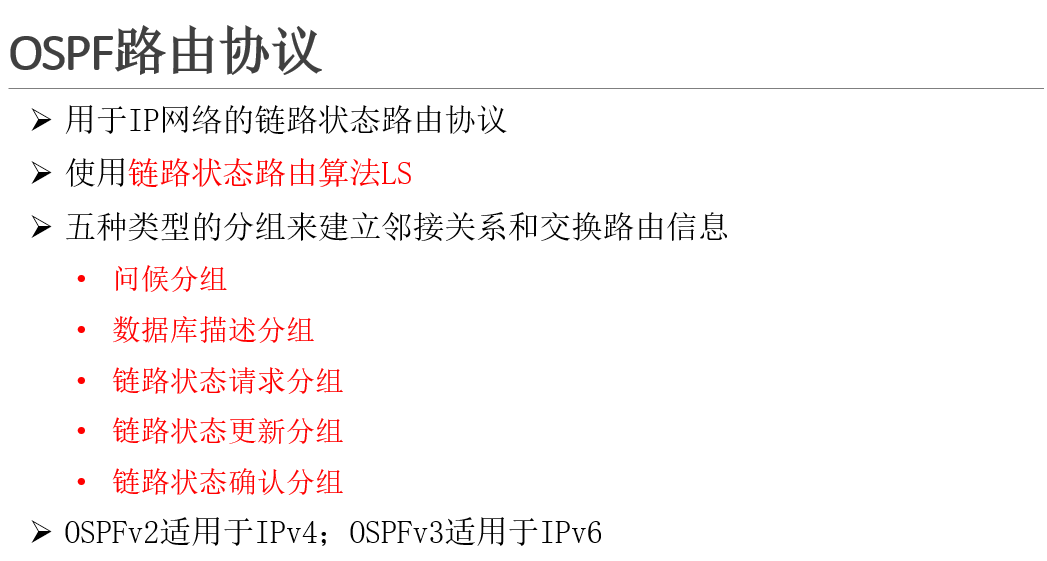 OSPF路由协议
用于IP网络的链路状态路由协议
使用链路状态路由算法LS
五种类型的分组来建立邻接关系和交换路由信息
问候分组
数据库描述分组
链路状态请求分组
链路状态更新分组
链路状态确认分组
OSPFv2适用于IPv4；OSPFv3适用于IPv6